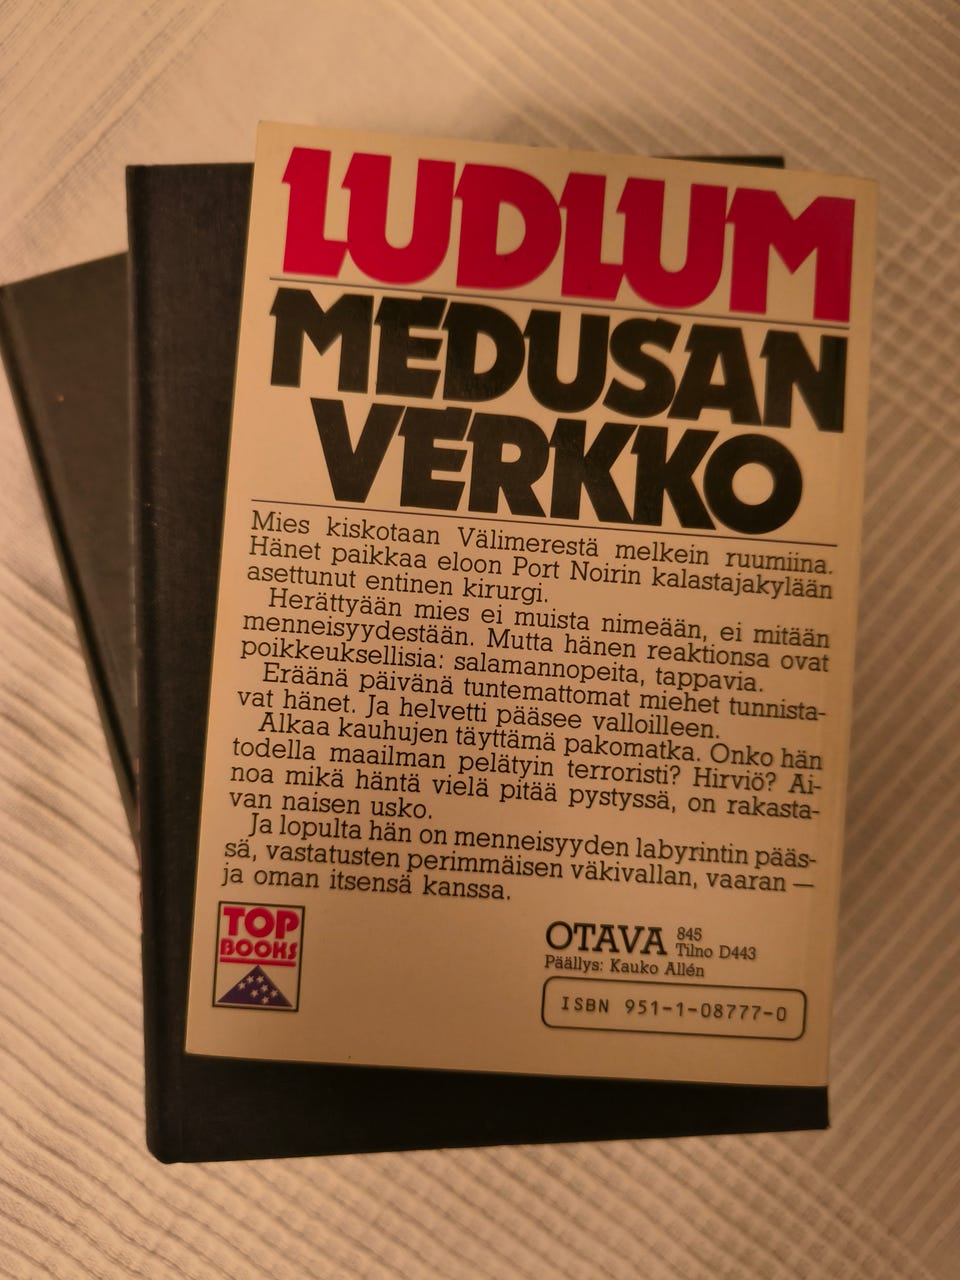 LUDLUM
MEDUSAN
VERKKO
Mies kiskotaan Välimerestä melkein ruumiina.
Hänet paikkaa eloon Port Noirin kalastajakylään
asettunut entinen kirurgi.
Herättyään mies ei muista nimeään, ei mitään
menneisyydestään. Mutta hänen reaktionsa ovat
poikkeuksellisia: salamannopeita, tappavia.
Eräänä päivänä tuntemattomat miehet tunnista-
vat hänet. Ja helvetti pääsee valloilleen.
Alkaa kauhujen täyttämä pakomatka. Onko hän
todella maailman pelätyin terroristi? Hirviö? Ai-
noa mikä häntä vielä pitää pystyssä, on rakasta-
van naisen usko.
Ja lopulta hän on menneisyyden labyrintin pääs-
sä, vastatusten perimmäisen väkivallan, vaaran —
ja oman itsensä kanssa.
TOP
BOOKS
OTAVA 845
Tilno D443
Päällys: Kauko Allén
ISBN 951-1-08777-0